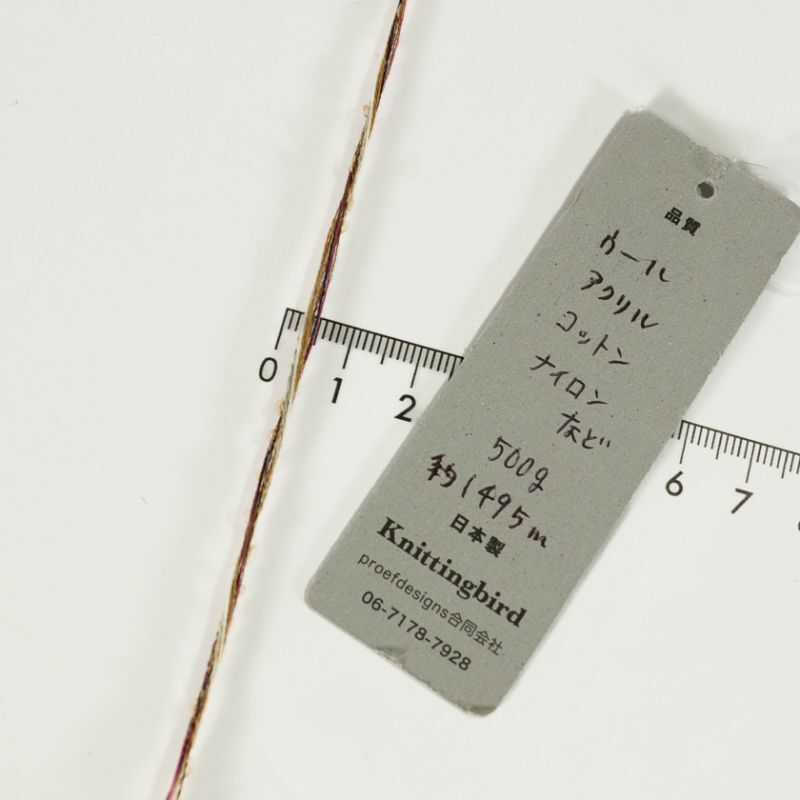 品質
ウール
アクリル
コットン
ナイロン
など
500g
約1495m
日本製
Knittingbird
proefdesigns合同会社
06-7178-7928
0 1 2 6 7